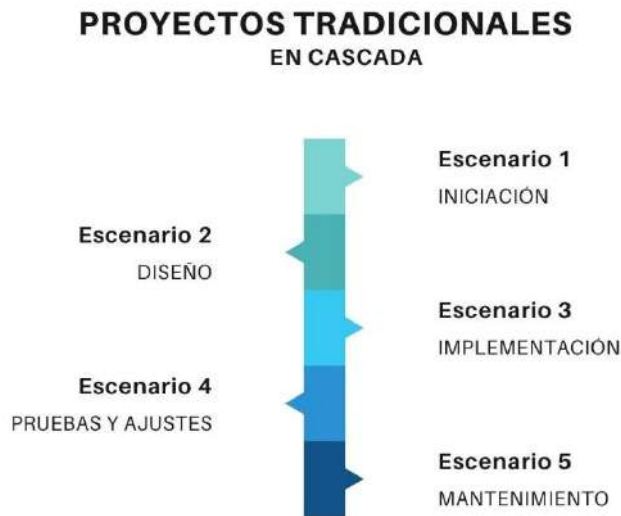 PROYECTOS TRADICIONALES
EN CASCADA
Escenario 1
INICIACIÓN
Escenario 2
DISEÑO
Escenario 3
IMPLEMENTACIÓN
Escenario 4
PRUEBAS Y AJUSTES
Escenario 5
MANTENIMIENTO